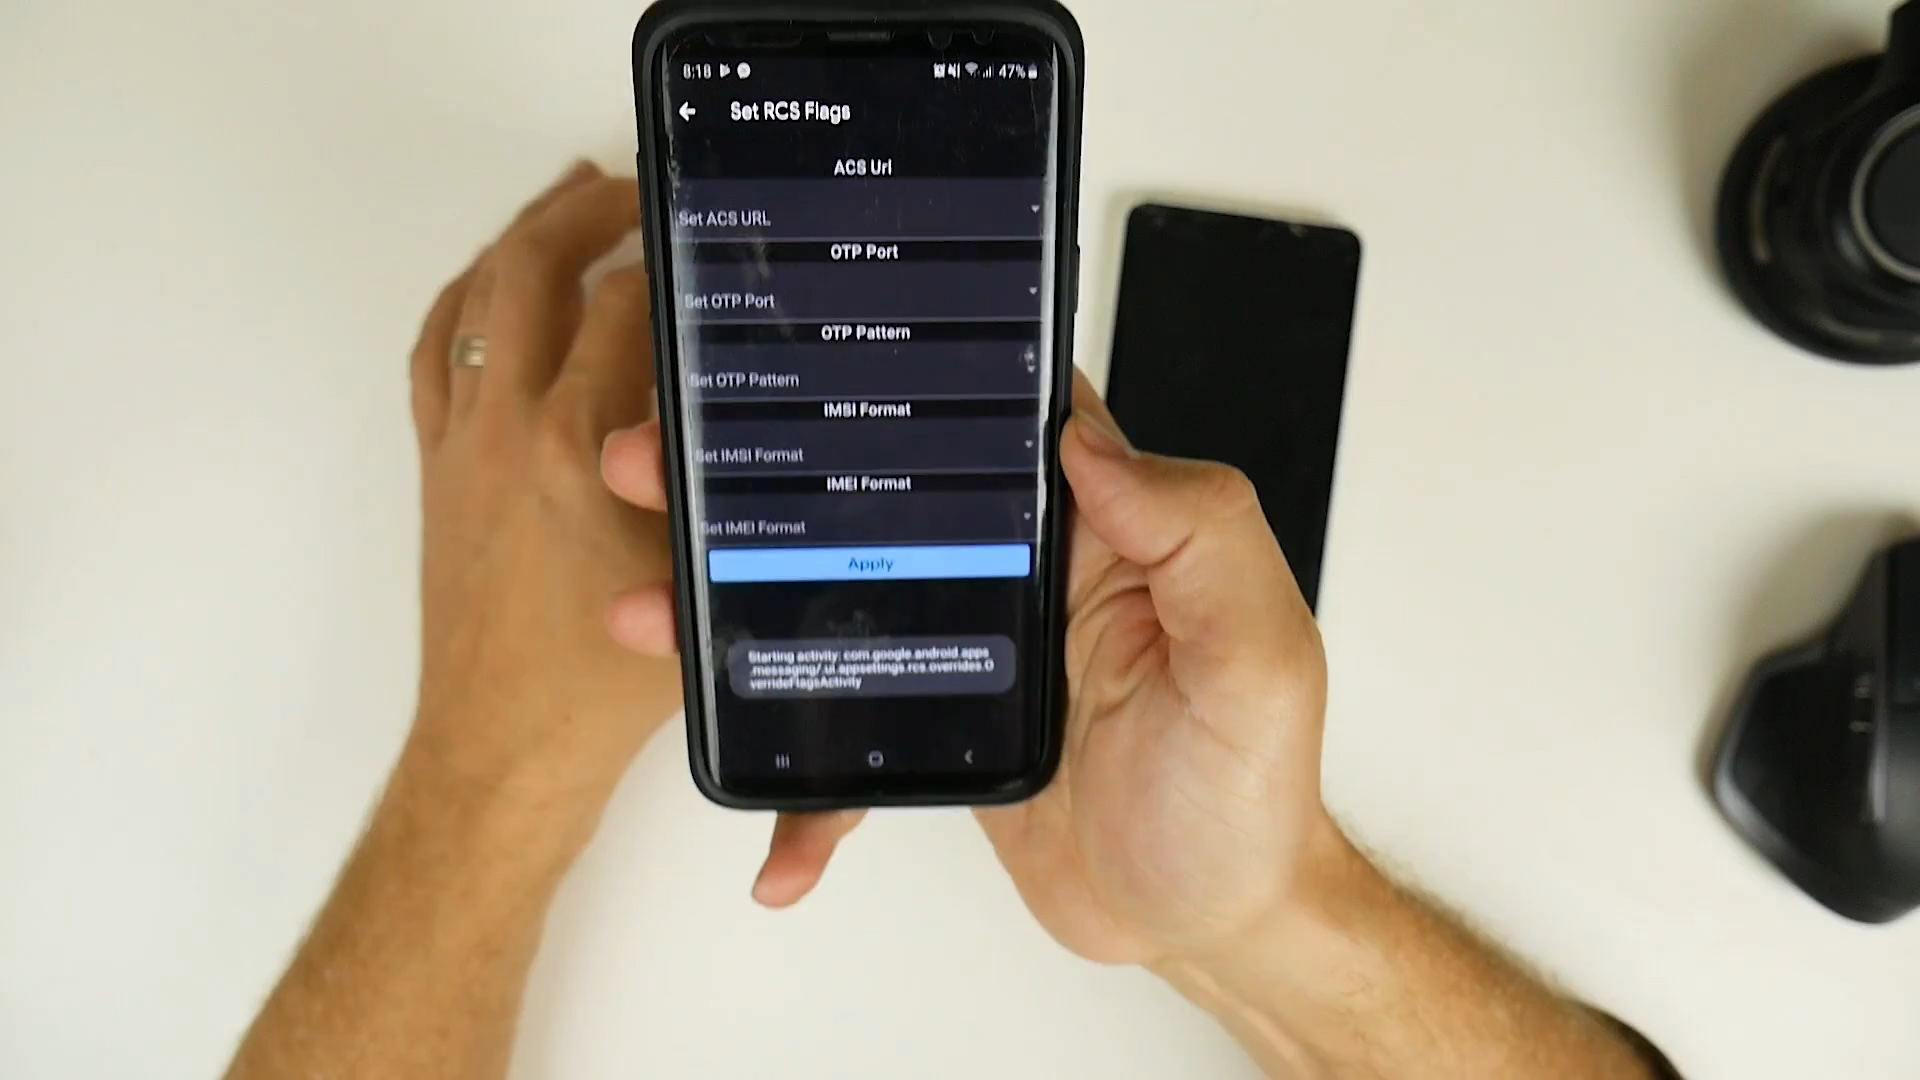 8:18 47%
Set RCS Flags
ACS Url
Set ACS URL
OTP Port
Set OTP Port
OTP Pattern
Set OTP Pattern
IMSI Format
Set IMSI Format
IMEI Format
Set IMEI Format
Apply
Starting activity: com.google.android.apps
.messaging/.ui.appsettings.rcs.overrides.O
verrideFlagsActivity